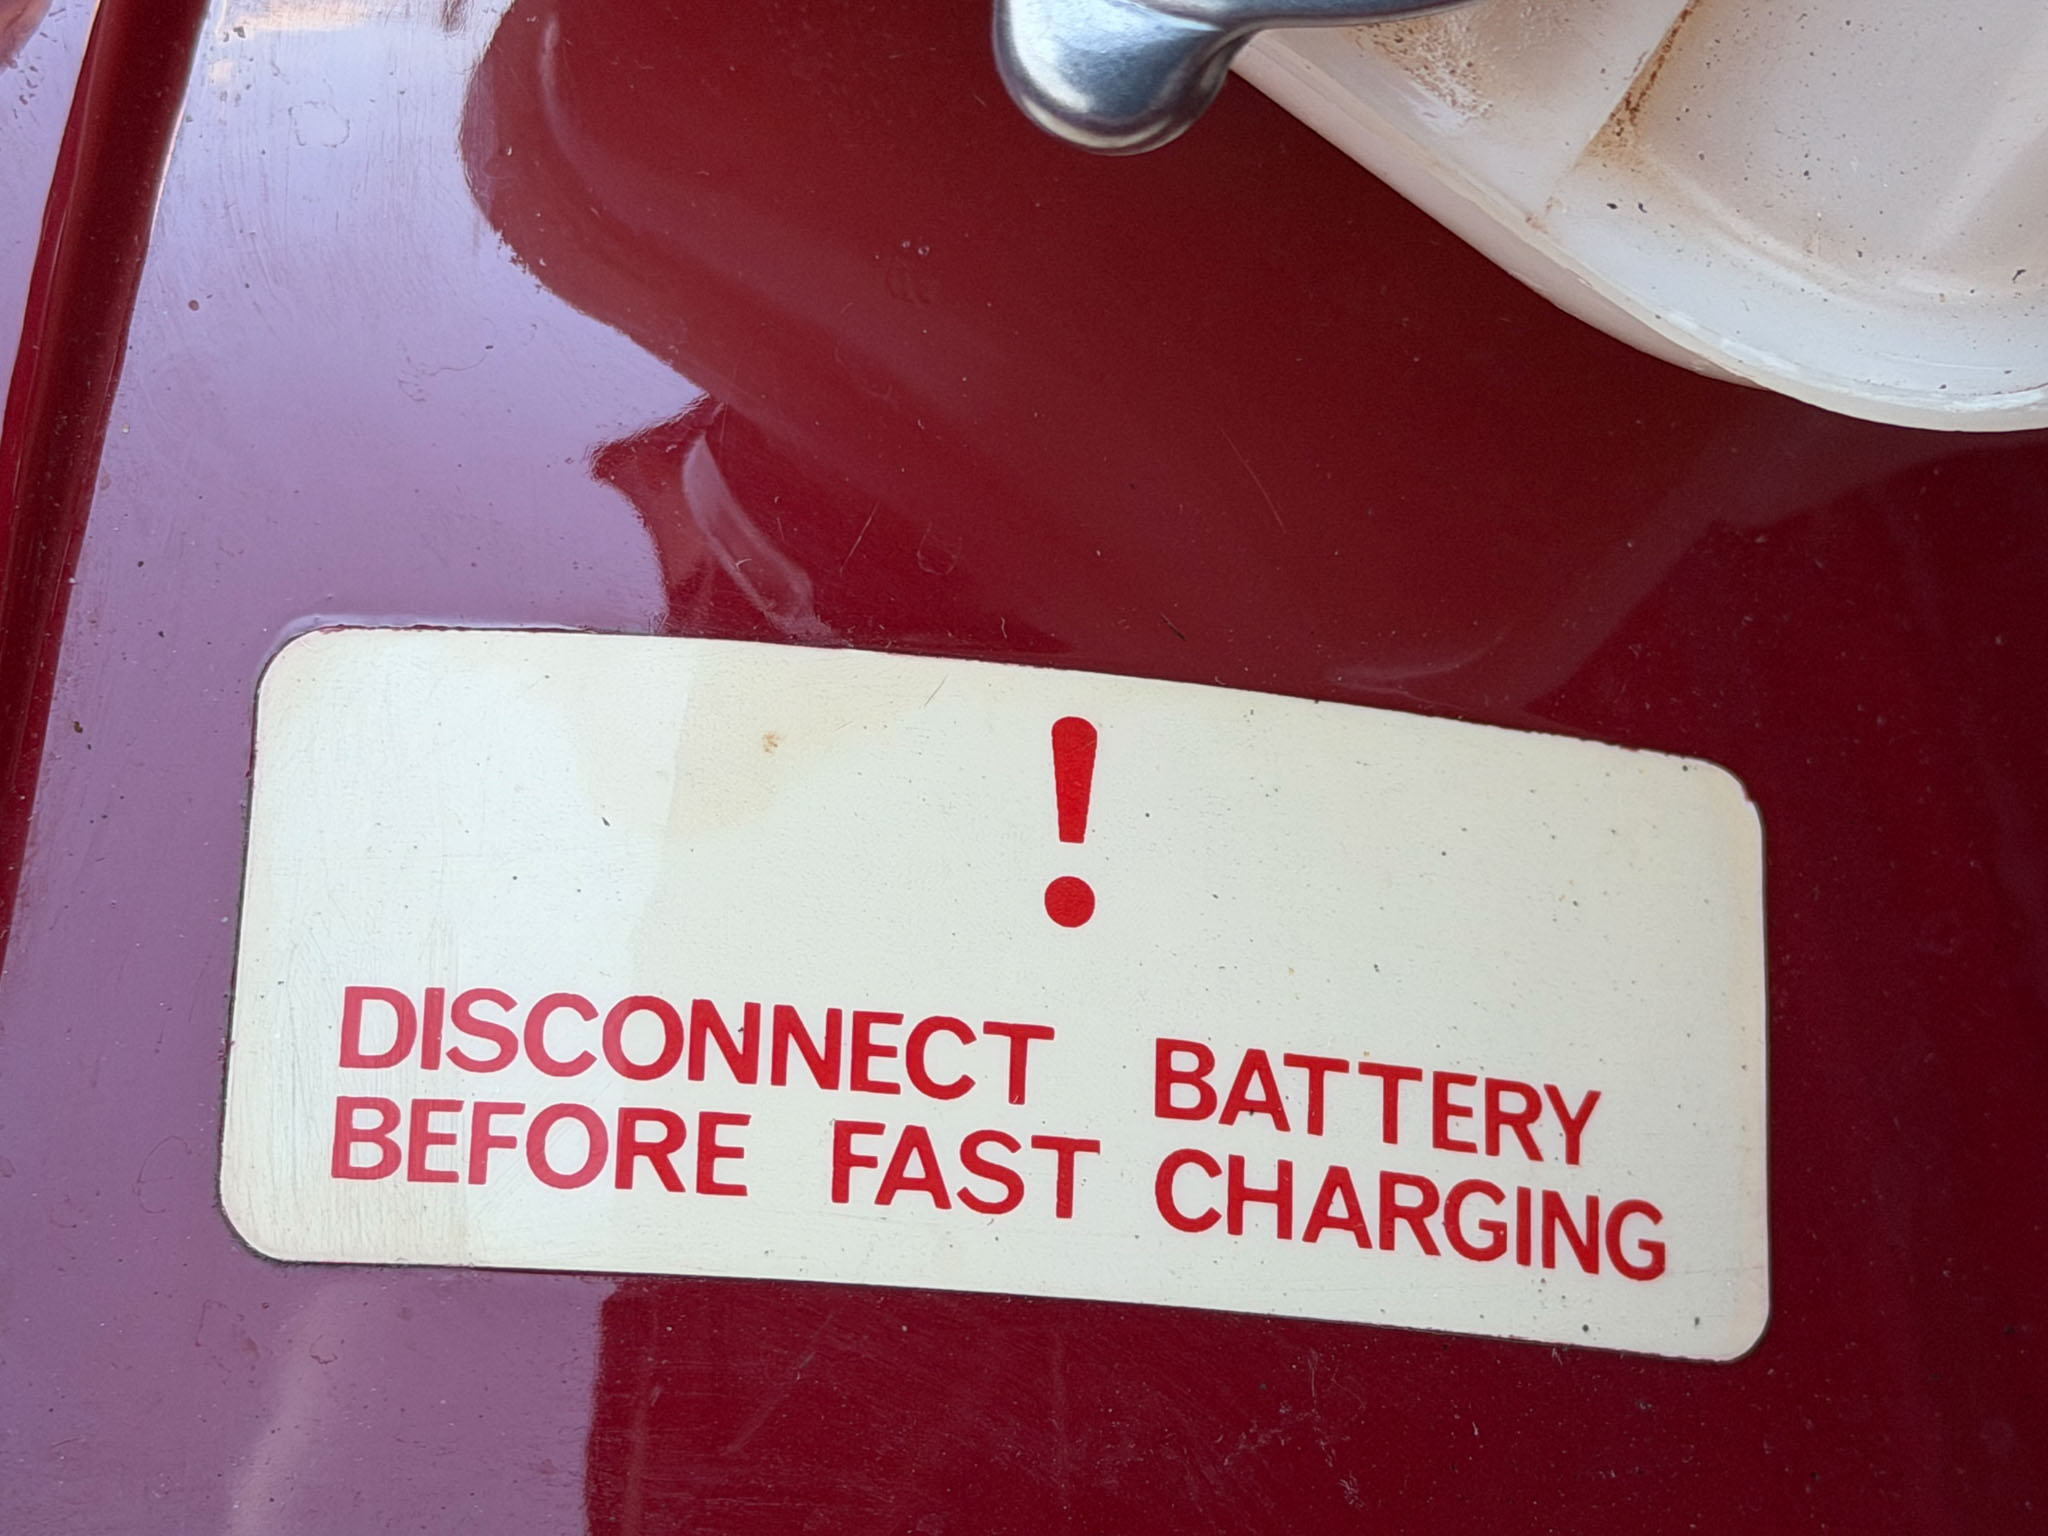 !
DISCONNECT BATTERY
BEFORE FAST CHARGING